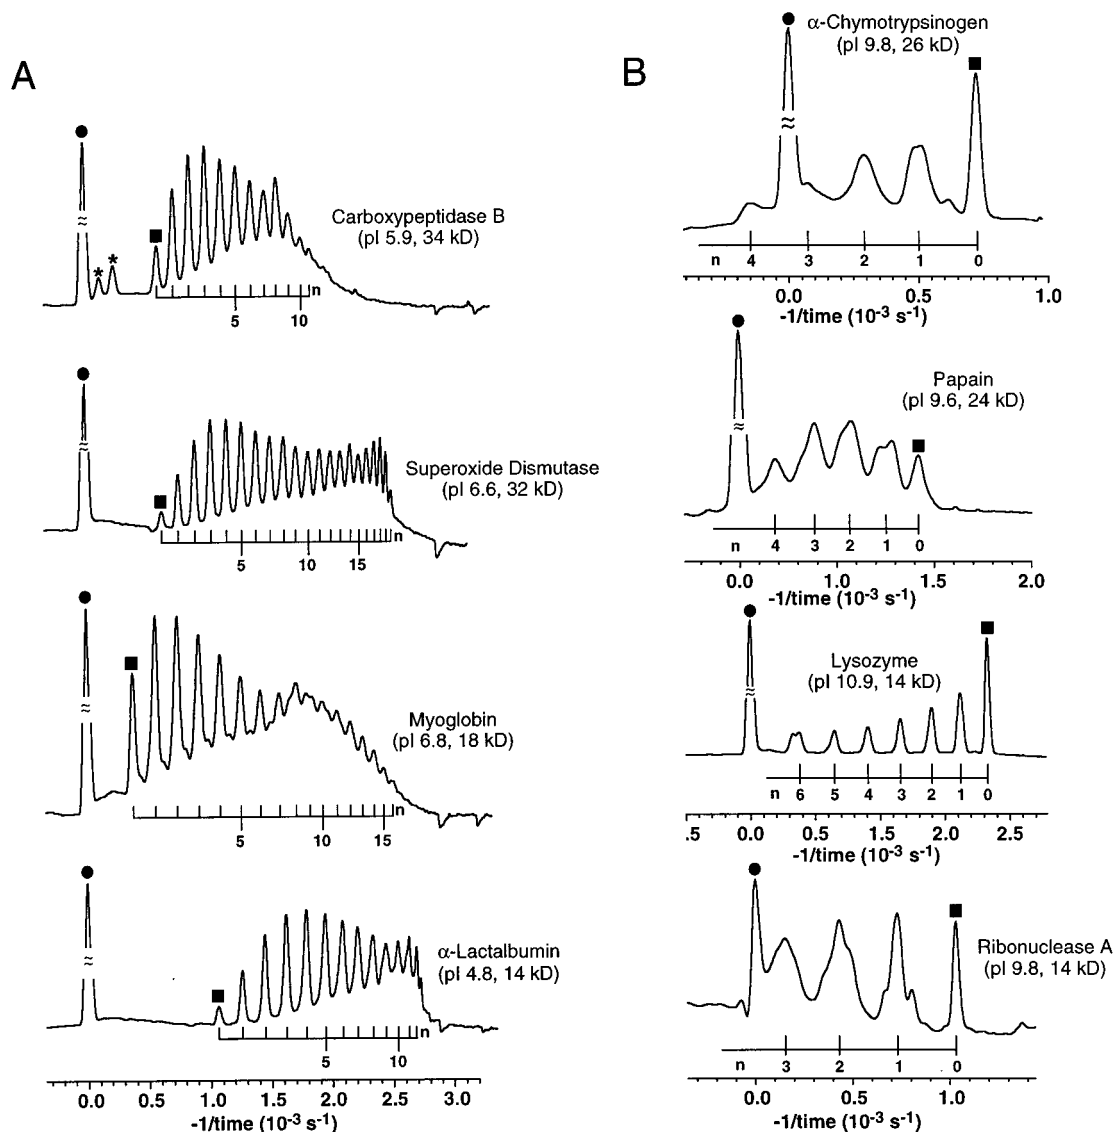 A
Carboxypeptidase B
(pI 5.9, 34 kD)
* *
n
5 10
Superoxide Dismutase
(pI 6.6, 32 kD)
n
5 10 15
Myoglobin
(pI 6.8, 18 kD)
n
5 10 15
α-Lactalbumin
(pI 4.8, 14 kD)
n
5 10
0.0 0.5 1.0 1.5 2.0 2.5 3.0
-1/time (10⁻³ s⁻¹)
B
α-Chymotrypsinogen
(pI 9.8, 26 kD)
n 4 3 2 1 0
0.0 0.5 1.0
-1/time (10⁻³ s⁻¹)
Papain
(pI 9.6, 24 kD)
n 4 3 2 1 0
0.0 1.0 1.5 2.0
-1/time (10⁻³ s⁻¹)
Lysozyme
(pI 10.9, 14 kD)
n 6 5 4 3 2 1 0
.5 0.0 0.5 1.5 2.0 2.5
-1/time (10⁻³ s⁻¹)
Ribonuclease A
(pI 9.8, 14 kD)
n 3 2 1 0
0.0 0.5 1.0
-1/time (10⁻³ s⁻¹)